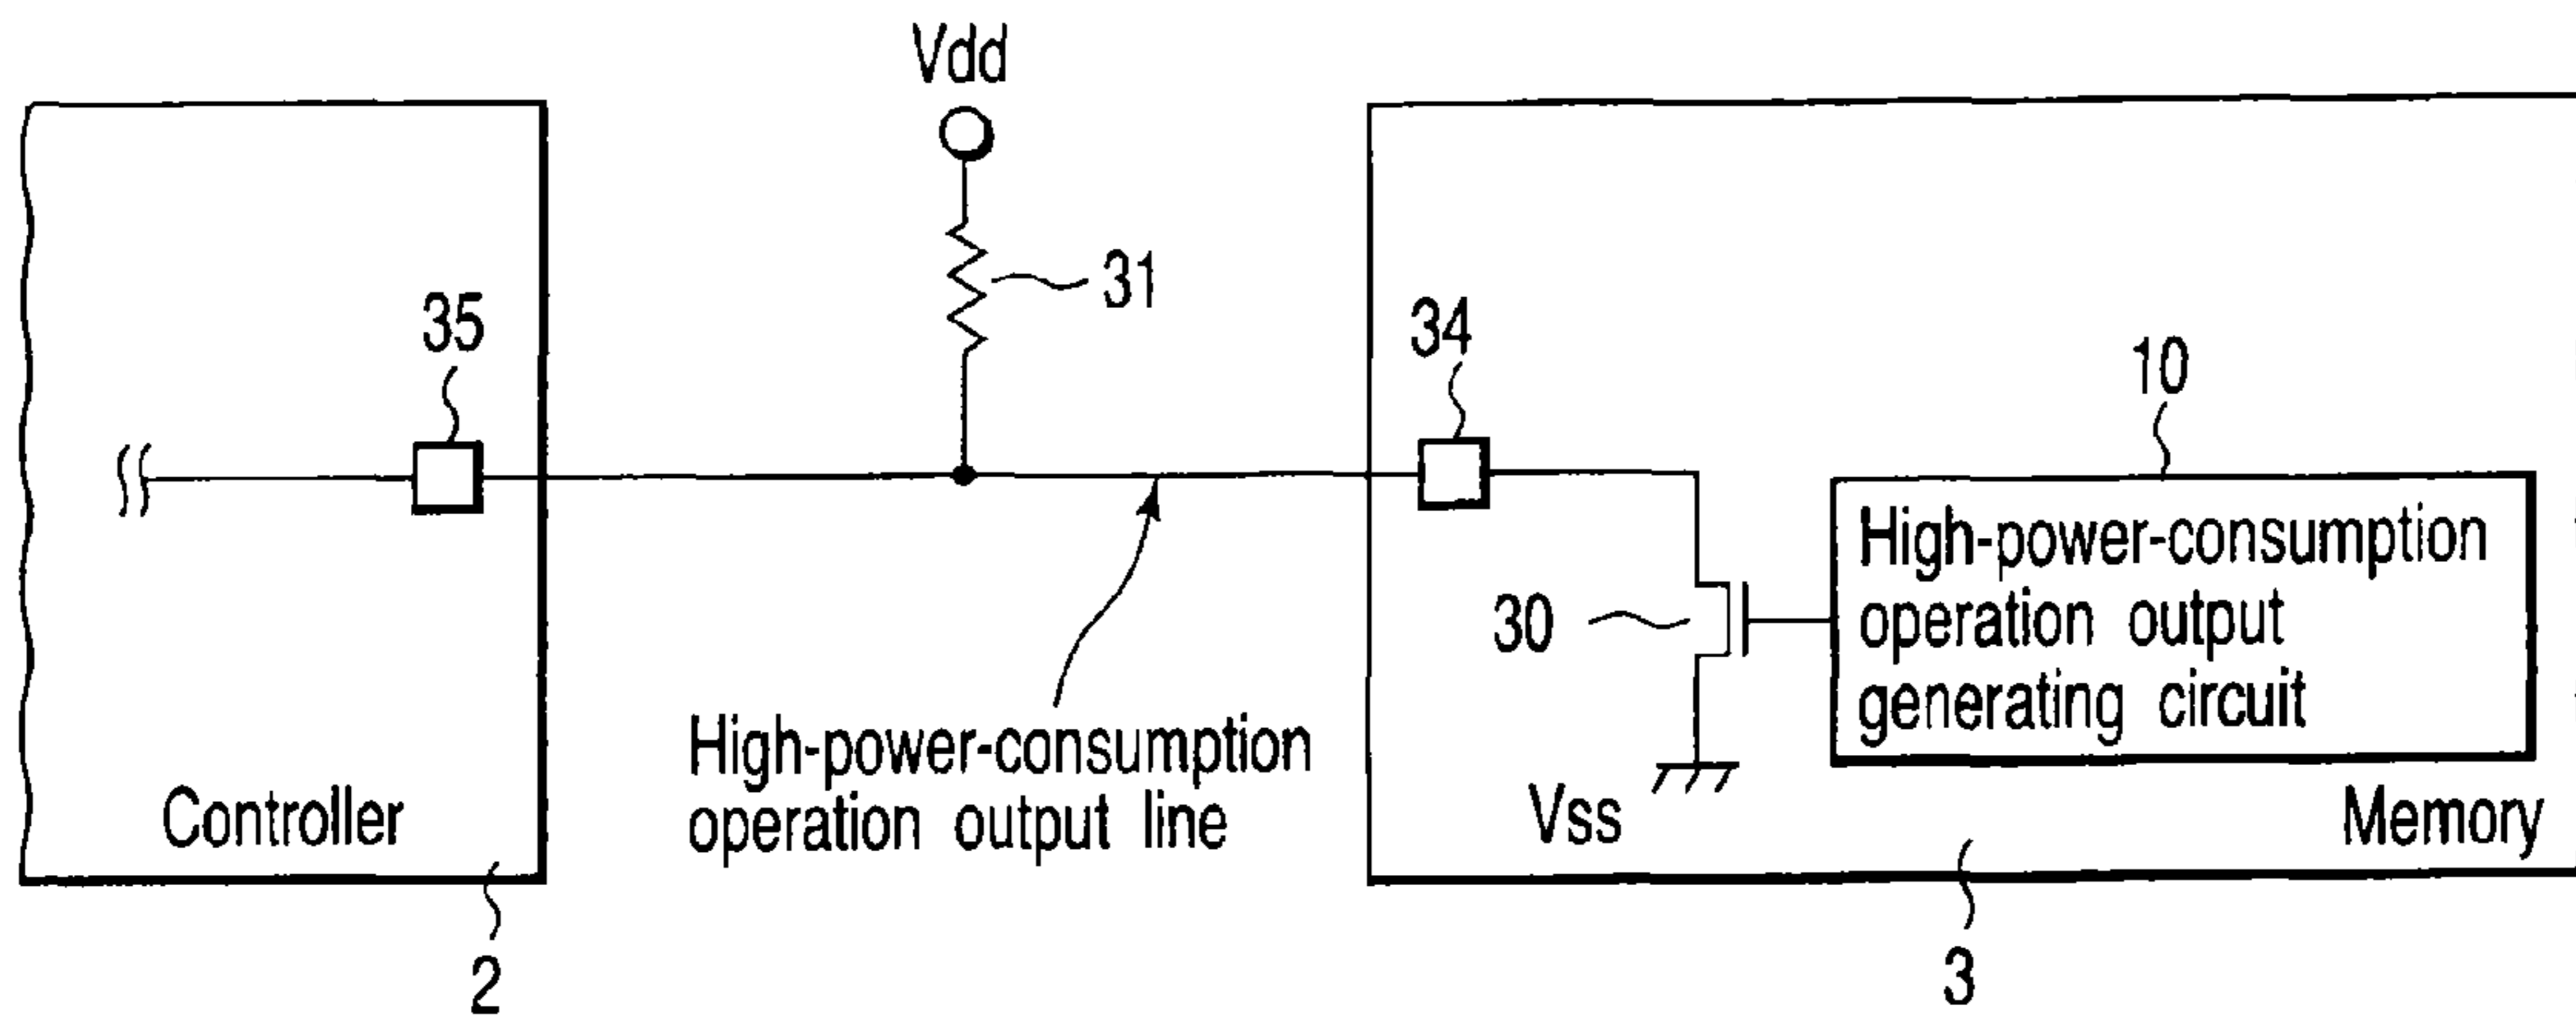 Vdd
31
35
34
10
High-power-consumption
operation output
generating circuit
30
High-power-consumption
operation output line
Vss
Controller
Memory
2
3